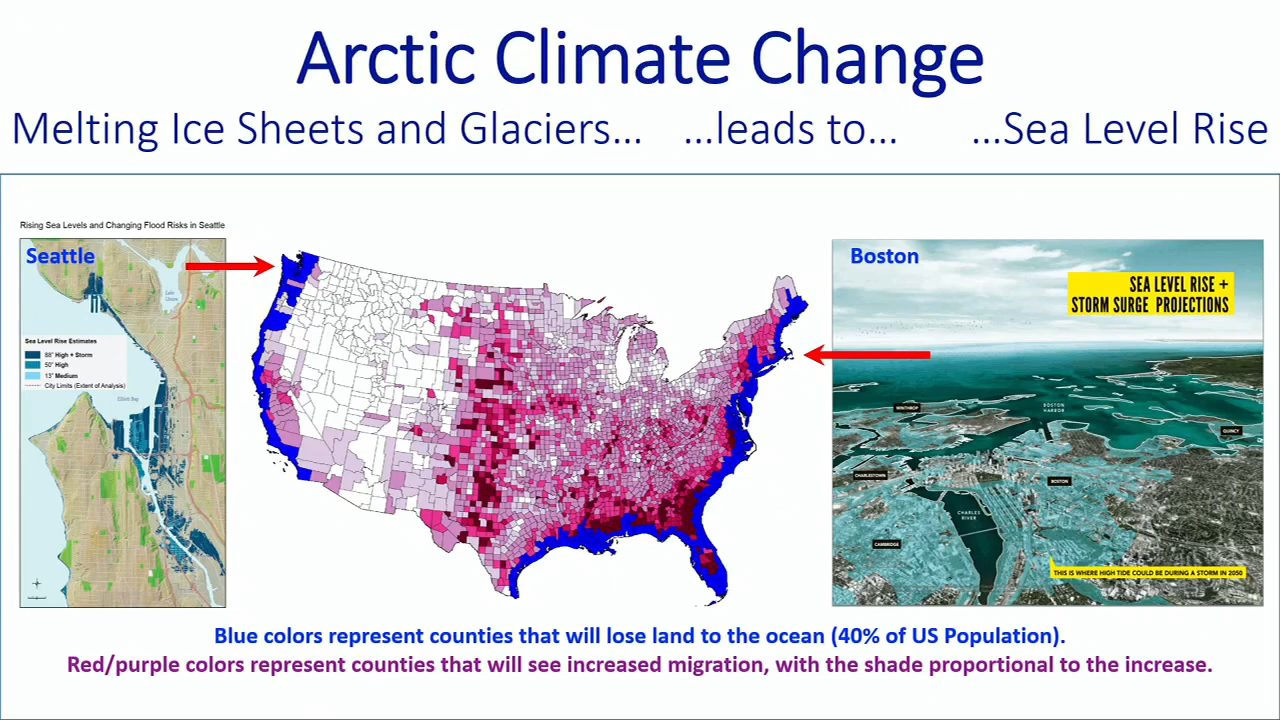 Arctic Climate Change
Melting Ice Sheets and Glaciers... ...leads to... ...Sea Level Rise
Rising Sea Levels and Changing Flood Risks in Seattle
Seattle
Lake
Union
Sea Level Rise Estimates
88" High + Storm
50" High
13" Medium
City Limits (Extent of Analysis)
Elliott Bay
Boston
SEA LEVEL RISE +
STORM SURGE PROJECTIONS
WINTHROP
BOSTON
HARBOR
QUINCY
CHARLESTOWN
BOSTON
CHARLES
RIVER
CAMBRIDGE
THIS IS WHERE HIGH TIDE COULD BE DURING A STORM IN 2050
Blue colors represent counties that will lose land to the ocean (40% of US Population).
Red/purple colors represent counties that will see increased migration, with the shade proportional to the increase.